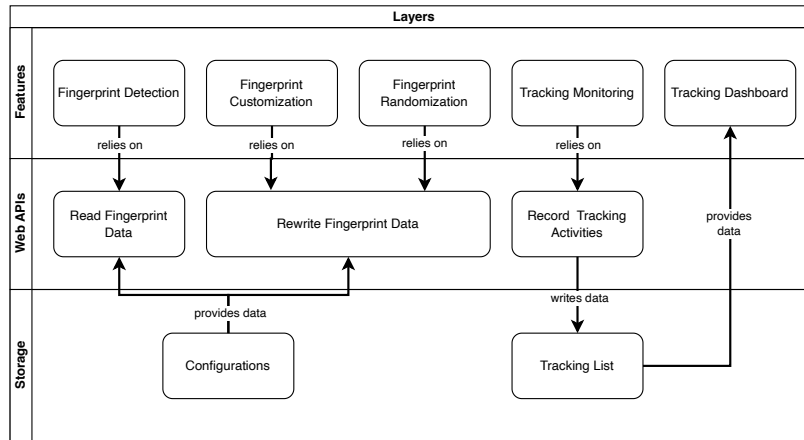 Layers
Features
Fingerprint Detection
Fingerprint
Customization
Fingerprint
Randomization
Tracking Monitoring
Tracking Dashboard
relies on
relies on
relies on
relies on
Web APIs
Read Fingerprint
Data
Rewrite Fingerprint Data
Record Tracking
Activities
provides
data
provides data
writes data
Storage
Configurations
Tracking List